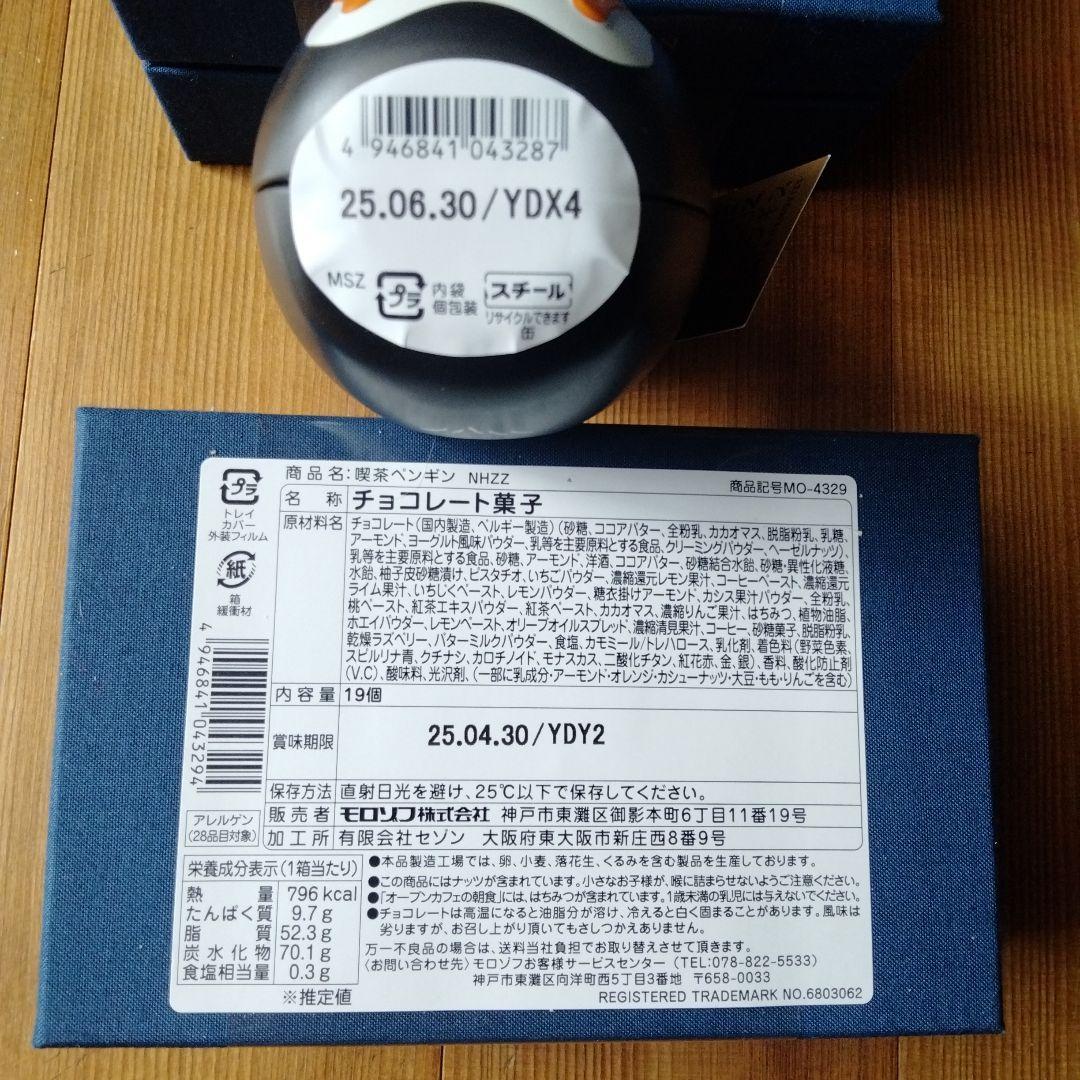 4 946841 043287
25.06.30/YDX4
MSZ
プラ
内袋
個包装
スチール
リサイクルできます
缶
プラ
トレイ
カバー
外装フィルム
紙
箱
緩衝材
4 946841 043294
アレルゲン
(28品目対象)
商品名:喫茶ペンギン NHZZ
商品記号MO-4329
名称 チョコレート菓子
原材料名 チョコレート(国内製造、ベルギー製造)(砂糖、ココアバター、全粉乳、カカオマス、脱脂粉乳、乳糖、
アーモンド、ヨーグルト風味パウダー、乳等を主要原料とする食品、クリーミングパウダー、ヘーゼルナッツ)、
乳等を主要原料とする食品、砂糖、アーモンド、洋酒、ココアバター、砂糖結合水飴、砂糖・異性化液糖、
水飴、柚子皮砂糖漬け、ピスタチオ、いちごパウダー、濃縮還元レモン果汁、コーヒーペースト、濃縮還元
ライム果汁、いちじくペースト、レモンパウダー、糖衣掛けアーモンド、カシス果汁パウダー、全粉乳、
桃ペースト、紅茶エキスパウダー、紅茶ペースト、カカオマス、濃縮りんご果汁、はちみつ、植物油脂、
ホエイパウダー、レモンペースト、オリーブオイルスプレッド、濃縮清見果汁、コーヒー、砂糖菓子、脱脂粉乳、
乾燥ラズベリー、バターミルクパウダー、食塩、カモミール/トレハロース、乳化剤、着色料(野菜色素、
スピルリナ青、クチナシ、カロチノイド、モナスカス、二酸化チタン、紅花赤、金、銀)、香料、酸化防止剤
(V.C)、酸味料、光沢剤、(一部に乳成分・アーモンド・オレンジ・カシューナッツ・大豆・もも・りんごを含む)
内容量 19個
賞味期限 25.04.30/YDY2
保存方法 直射日光を避け、25℃以下で保存してください。
販売者 モロゾフ株式会社 神戸市東灘区御影本町6丁目11番19号
加工所 有限会社セゾン 大阪府東大阪市新庄西8番9号
栄養成分表示(1箱当たり)
熱量 796 kcal
たんぱく質 9.7 g
脂質 52.3 g
炭水化物 70.1 g
食塩相当量 0.3 g
※推定値
●本品製造工場では、卵、小麦、落花生、くるみを含む製品を生産しております。
●この商品にはナッツが含まれています。小さなお子様が、喉に詰まらせないようご注意ください。
●「オープンカフェの朝食」には、はちみつが含まれています。1歳未満の乳児には与えないでください。
●チョコレートは高温になると油脂分が溶け、冷えると白く固まることがあります。風味は
劣りますが、お召し上がり頂いてもさしつかえありません。
万一不良品の場合は、送料当社負担でお取り替えさせて頂きます。
〈お問い合わせ先〉モロゾフお客様サービスセンター (TEL:078-822-5533)
神戸市東灘区向洋町西5丁目3番地 〒658-0033
REGISTERED TRADEMARK NO.6803062